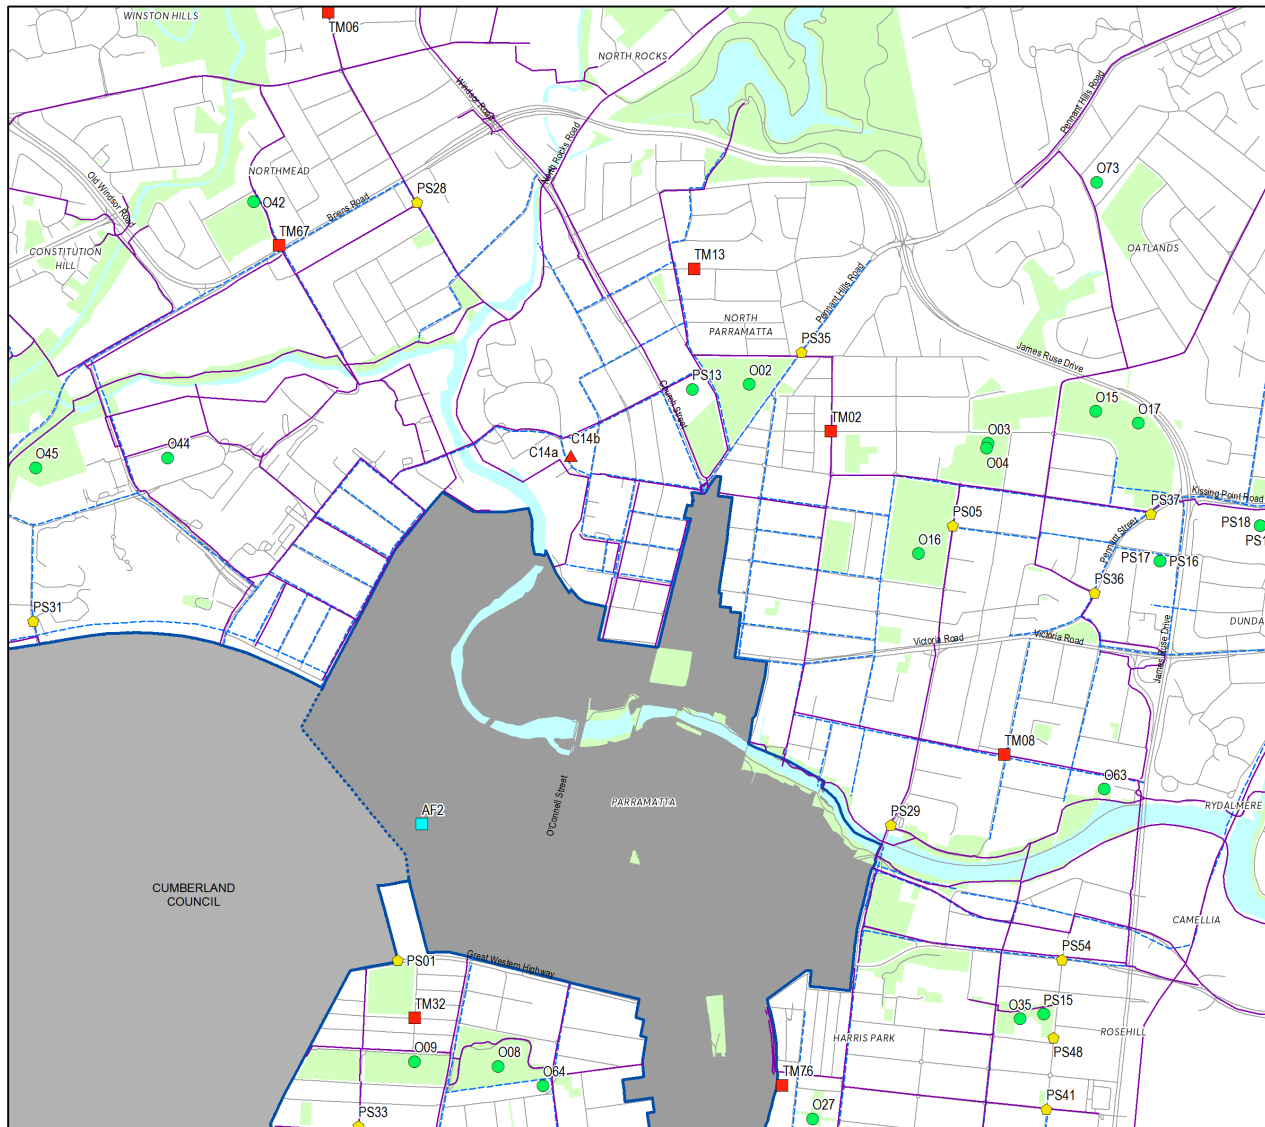 WINSTON HILLS
TM06
NORTH ROCKS
Windsor Road
Pennant Hills Road
North Rocks Road
O73
NORTHMEAD
PS28
O42
Old Windsor Road
Briens Road
TM67
CONSTITUTION
HILL
OATLANDS
TM13
Pennant Hills Road
NORTH
PARRAMATTA
PS35
James Ruse Drive
PS13
O02
Church Street
O15
O17
TM02
O03
O04
C14b
C14a
O44
O45
Kissing Point Road
PS37
PS05
PS18
Pennant Street
PS1
O16
PS17
PS16
PS36
PS31
DUNDA
Victoria Road
Victoria Road
James Ruse Drive
TM08
O63
O'Connell Street
PARRAMATTA
RYDALMERE
AF2
PS29
CUMBERLAND
COUNCIL
CAMELLIA
PS54
PS01
Great Western Highway
TM32
O35
PS15
ROSEHILL
HARRIS PARK
PS48
O09
O08
O64
TM76
PS41
PS33
O27